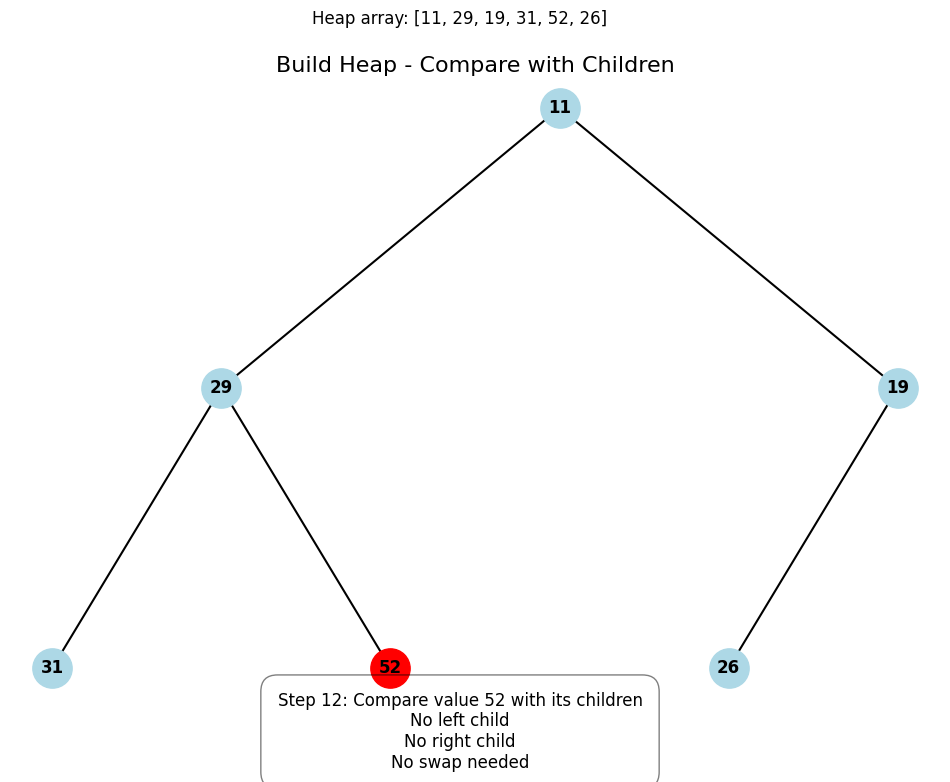 Heap array: [11, 29, 19, 31, 52, 26]
Build Heap - Compare with Children
11
29
19
31
52
26
Step 12: Compare value 52 with its children
No left child
No right child
No swap needed